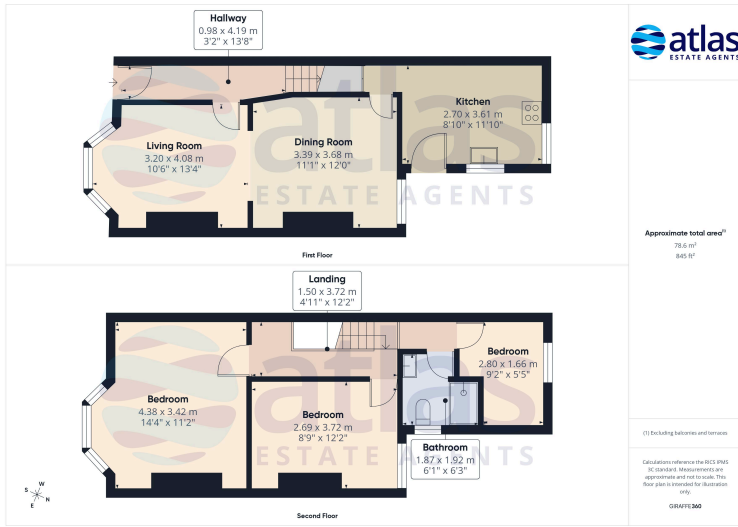 Hallway
0.98 x 4.19 m
3'2" x 13'8"
Kitchen
2.70 x 3.61 m
8'10" x 11'10"
Living Room
3.20 x 4.08 m
10'6" x 13'4"
Dining Room
3.39 x 3.68 m
11'1" x 12'0"
atlas
ESTATE AGENTS
First Floor
Landing
1.50 x 3.72 m
4'11" x 12'2"
Bedroom
2.80 x 1.66 m
9'2" x 5'5"
Bedroom
4.38 x 3.42 m
14'4" x 11'2"
Bedroom
2.69 x 3.72 m
8'9" x 12'2"
Bathroom
1.87 x 1.92 m
6'1" x 6'3"
atlas
ESTATE AGENTS
S W
E N
Second Floor
atlas
ESTATE AGENTS
Approximate total area(1)
78.6 m²
845 ft²
(1) Excluding balconies and terraces
Calculations reference the RICS IPMS
3C standard. Measurements are
approximate and not to scale. This
floor plan is intended for illustration
only.
GIRAFFE360